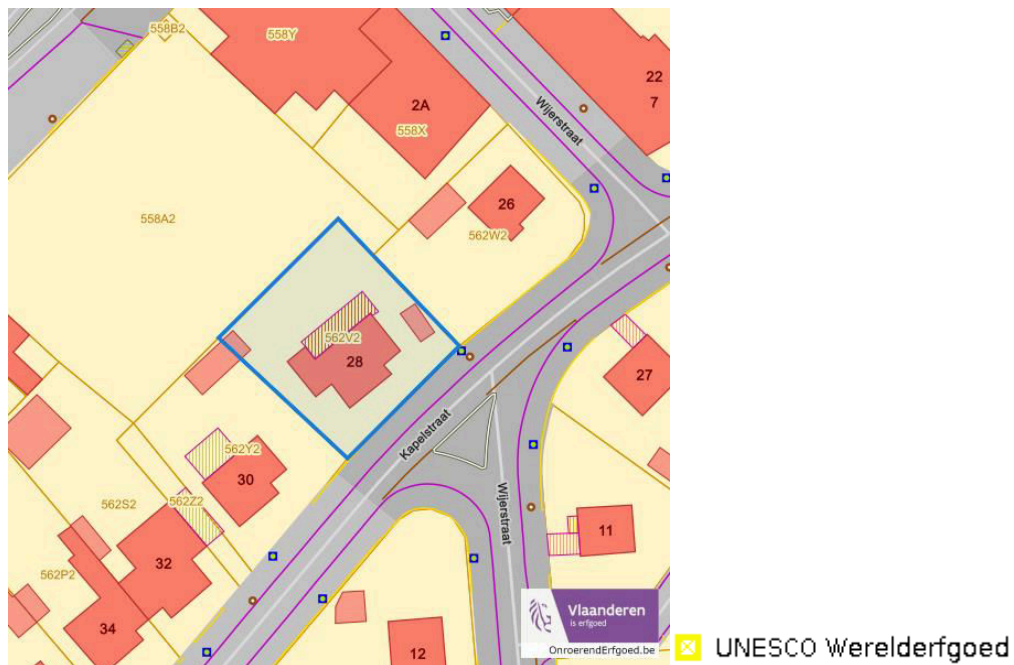 558B2
558Y
22
7
2A
558X
Wijerstraat
26
558A2
562W2
562V2
28
27
Kapelstraat
562Y2
30
562S2
562Z2
Wijerstraat
11
32
562P2
34
12
Vlaanderen
is erfgoed
OnroerendErfgoed.be
UNESCO Werelderfgoed